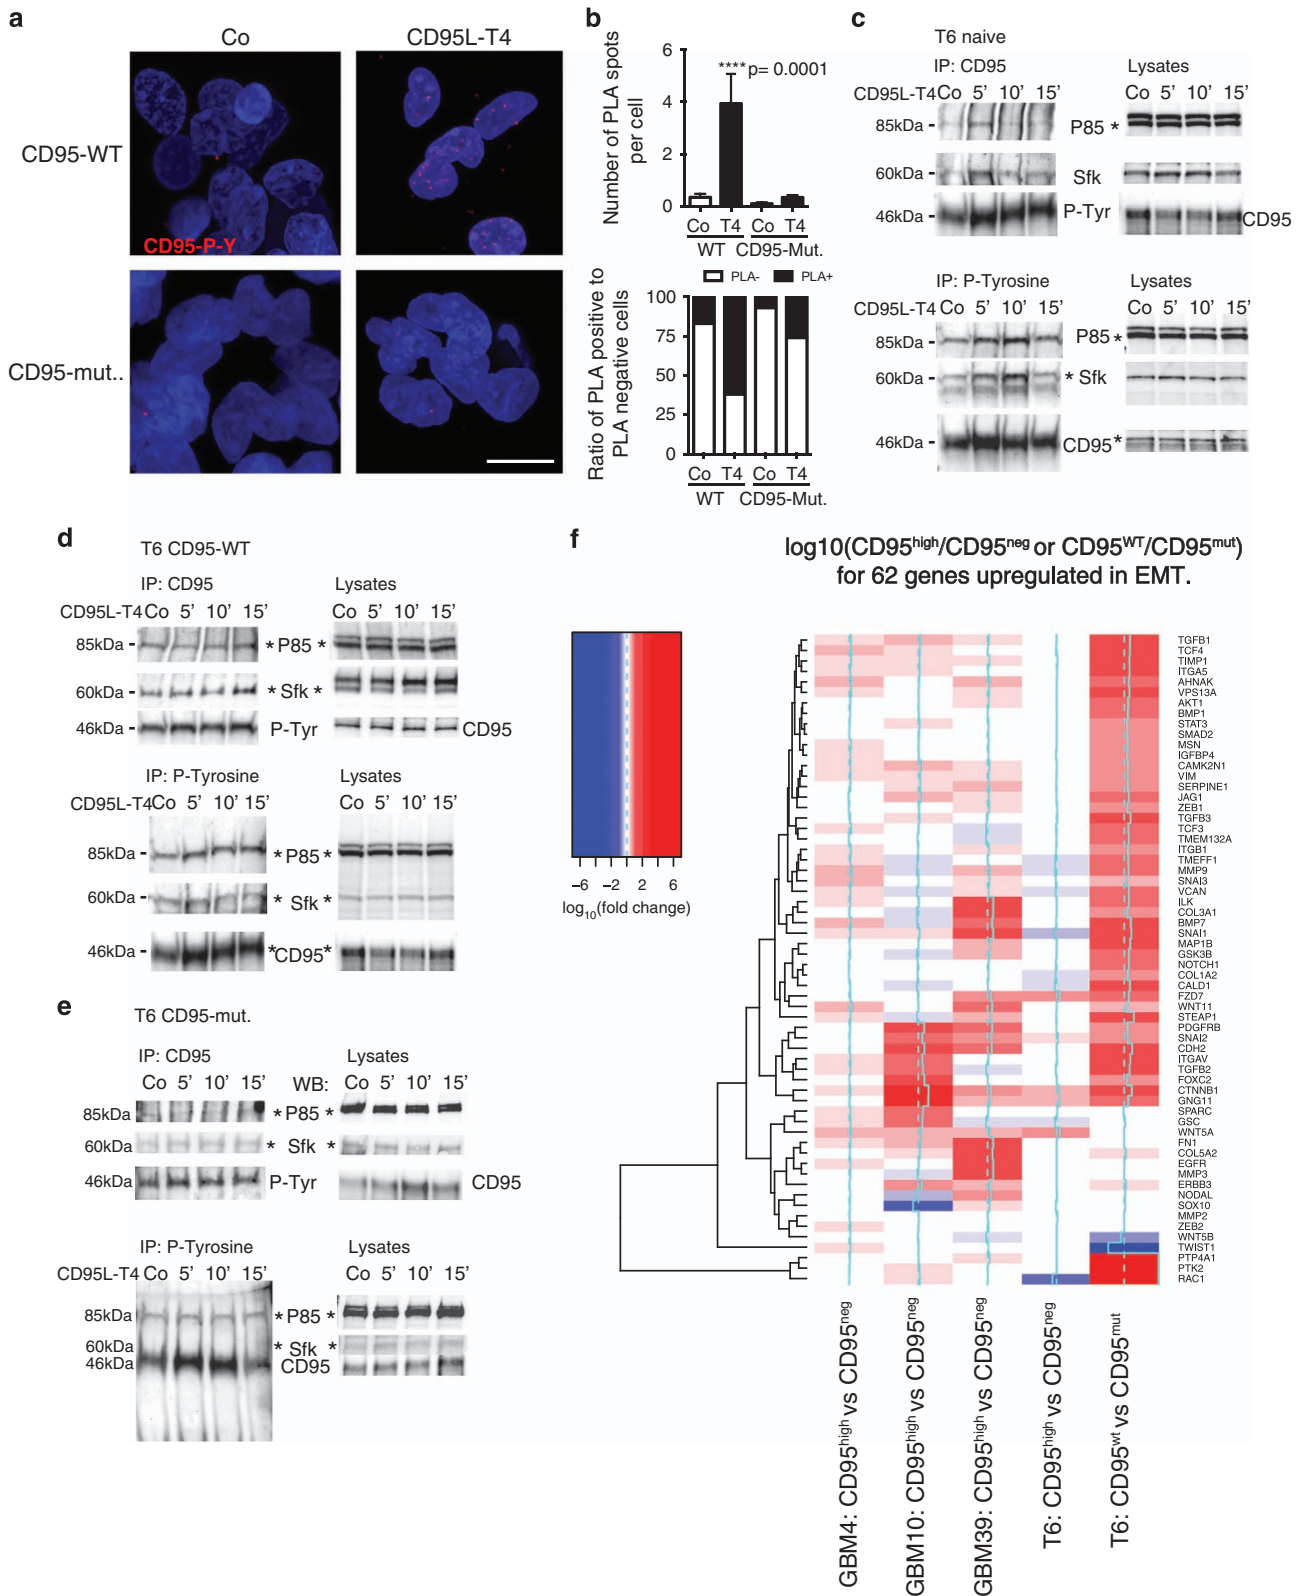 a
Co
CD95L-T4
CD95-WT
CD95-P-Y
CD95-mut..
b
Number of PLA spots
per cell
6
4
2
0
**** p= 0.0001
Co T4 Co T4
WT CD95-Mut.
PLA- PLA+
Ratio of PLA positive to
PLA negative cells
100
75
50
25
0
Co T4 Co T4
WT CD95-Mut.
c
T6 naive
IP: CD95
Lysates
CD95L-T4 Co 5' 10' 15'
Co 5' 10' 15'
85kDa
P85 *
60kDa
Sfk
46kDa
P-Tyr
CD95
IP: P-Tyrosine
Lysates
CD95L-T4 Co 5' 10' 15'
Co 5' 10' 15'
85kDa
P85 *
60kDa
* Sfk
46kDa
CD95 *
d
T6 CD95-WT
IP: CD95
Lysates
CD95L-T4 Co 5' 10' 15'
Co 5' 10' 15'
85kDa
* P85 *
60kDa
* Sfk *
46kDa
P-Tyr
CD95
IP: P-Tyrosine
Lysates
CD95L-T4 Co 5' 10' 15'
Co 5' 10' 15'
85kDa
* P85 *
60kDa
* Sfk *
46kDa
*CD95*
e
T6 CD95-mut.
IP: CD95
Lysates
Co 5' 10' 15'
WB:
Co 5' 10' 15'
85kDa
* P85 *
60kDa
* Sfk *
46kDa
P-Tyr
CD95
IP: P-Tyrosine
Lysates
CD95L-T4 Co 5' 10' 15'
Co 5' 10' 15'
85kDa
* P85 *
60kDa
* Sfk *
46kDa
CD95
f
log10(CD95high/CD95neg or CD95WT/CD95mut)
for 62 genes upregulated in EMT.
−6 −2 2 6
log10(fold change)
TGFB1
TCF4
TIMP1
ITGA5
AHNAK
VPS13A
AKT1
BMP1
STAT3
SMAD2
MSN
IGFBP4
CAMK2N1
VIM
SERPINE1
JAG1
ZEB1
TGFB3
TCF3
TMEM132A
ITGB1
TMEFF1
MMP9
SNAI3
VCAN
ILK
COL3A1
BMP7
SNAI1
MAP1B
GSK3B
NOTCH1
COL1A2
CALD1
FZD7
WNT11
STEAP1
PDGFRB
SNAI2
CDH2
ITGAV
TGFB2
FOXC2
CTNNB1
GNG11
SPARC
GSC
WNT5A
FN1
COL5A2
EGFR
MMP3
ERBB3
NODAL
SOX10
MMP2
ZEB2
WNT5B
TWIST1
PTP4A1
PTK2
RAC1
GBM4: CD95high vs CD95neg
GBM10: CD95high vs CD95neg
GBM39: CD95high vs CD95neg
T6: CD95high vs CD95neg
T6: CD95wt vs CD95mut